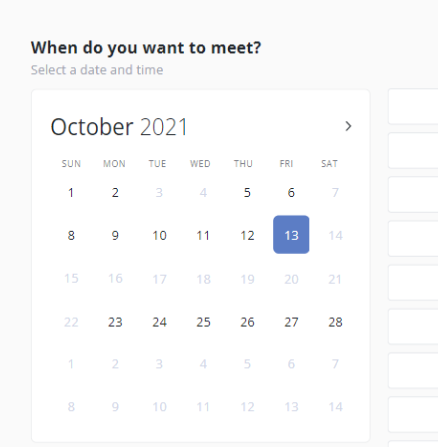 When do you want to meet?
Select a date and time
October 2021
SUN MON TUE WED THU FRI SAT
1 2 3 4 5 6 7
8 9 10 11 12 13 14
15 16 17 18 19 20 21
22 23 24 25 26 27 28
1 2 3 4 5 6 7
8 9 10 11 12 13 14